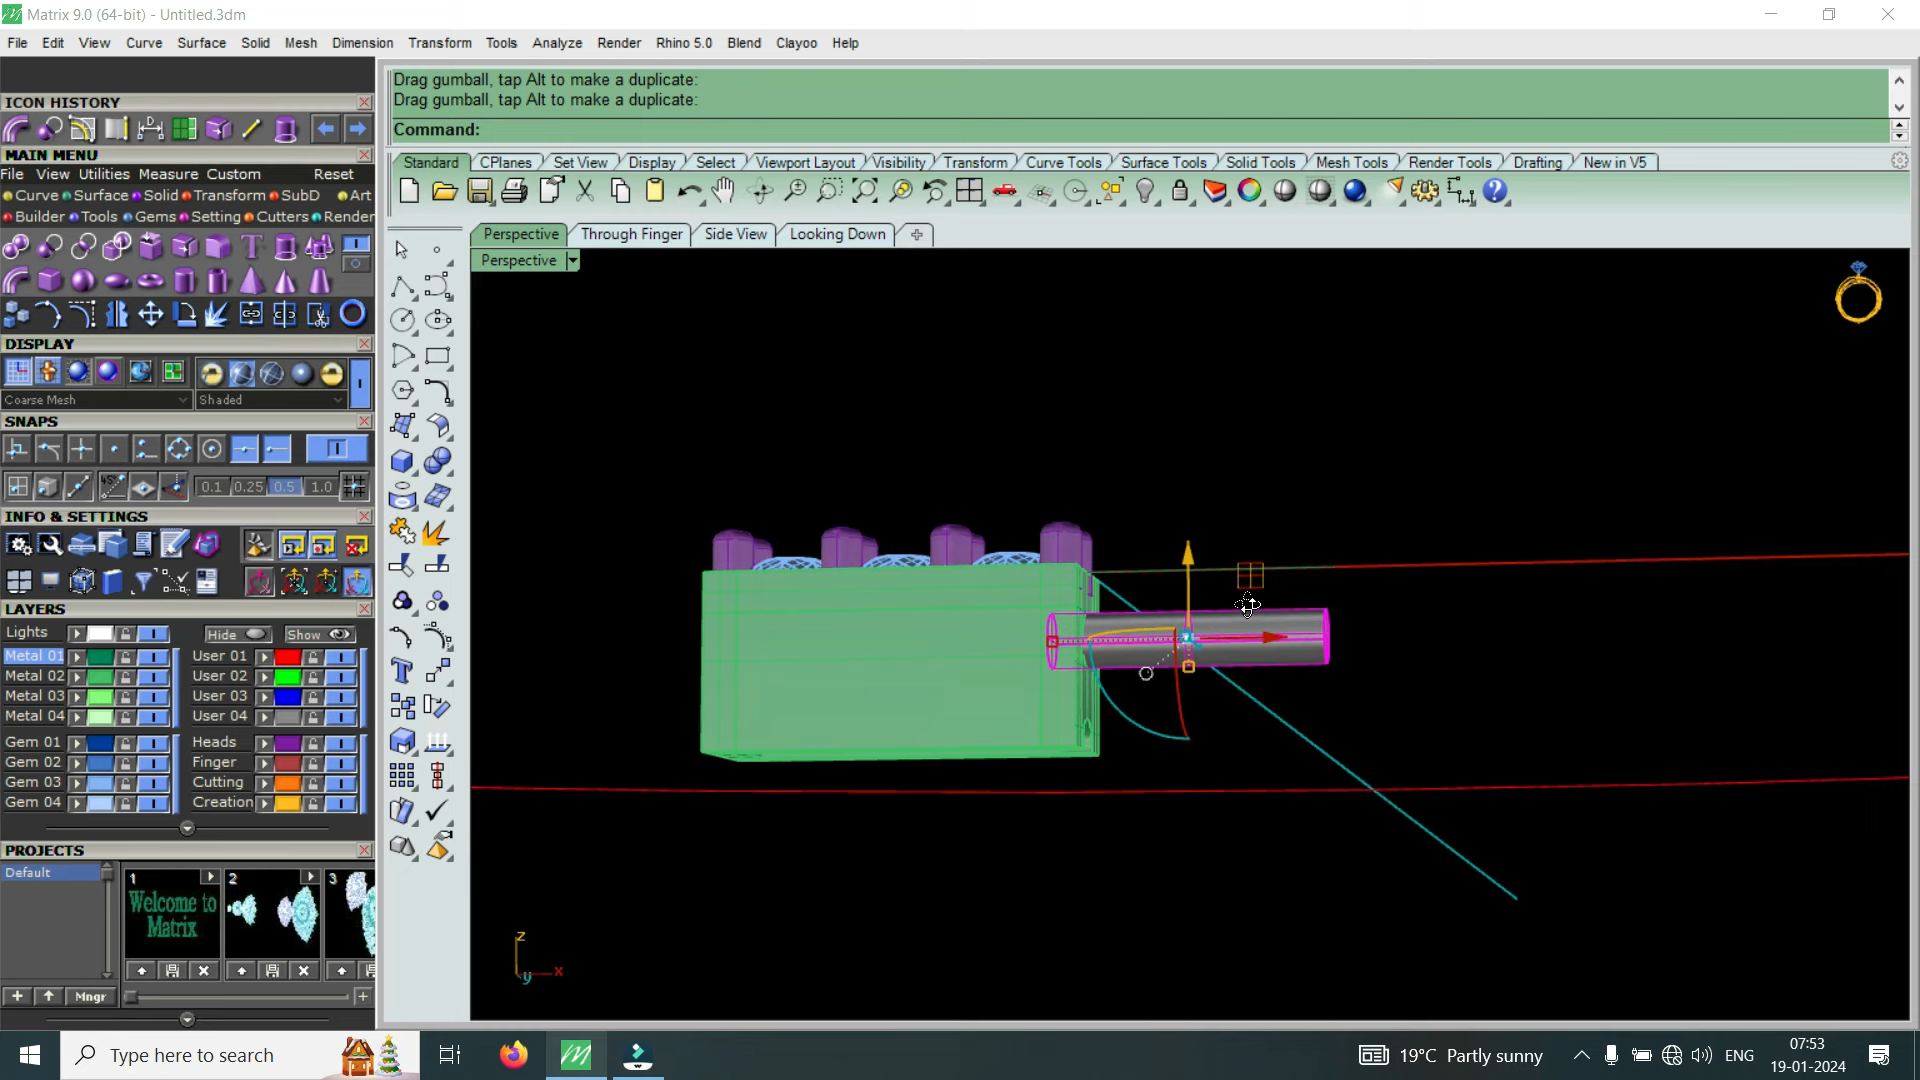 Matrix 9.0 (64-bit) - Untitled.3dm
File Edit View Curve Surface Solid Mesh Dimension Transform Tools Analyze Render Rhino 5.0 Blend Clayoo Help
ICON HISTORY
MAIN MENU
File View Utilities Measure Custom Reset
Curve Surface Solid Transform SubD Art
Builder Tools Gems Setting Cutters Render
DISPLAY
Coarse Mesh Shaded
SNAPS
0.1 0.25 0.5 1.0
INFO & SETTINGS
LAYERS
Lights Hide Show
Metal 01 User 01
Metal 02 User 02
Metal 03 User 03
Metal 04 User 04
Gem 01 Heads
Gem 02 Finger
Gem 03 Cutting
Gem 04 Creation
PROJECTS
Default
1 2 3
Welcome to
Matrix
Mngr
Drag gumball, tap Alt to make a duplicate:
Drag gumball, tap Alt to make a duplicate:
Command:
Standard CPlanes Set View Display Select Viewport Layout Visibility Transform Curve Tools Surface Tools Solid Tools Mesh Tools Render Tools Drafting New in V5
Perspective Through Finger Side View Looking Down
Perspective
z
x
y
Type here to search
19°C Partly sunny
ENG
07:53
19-01-2024